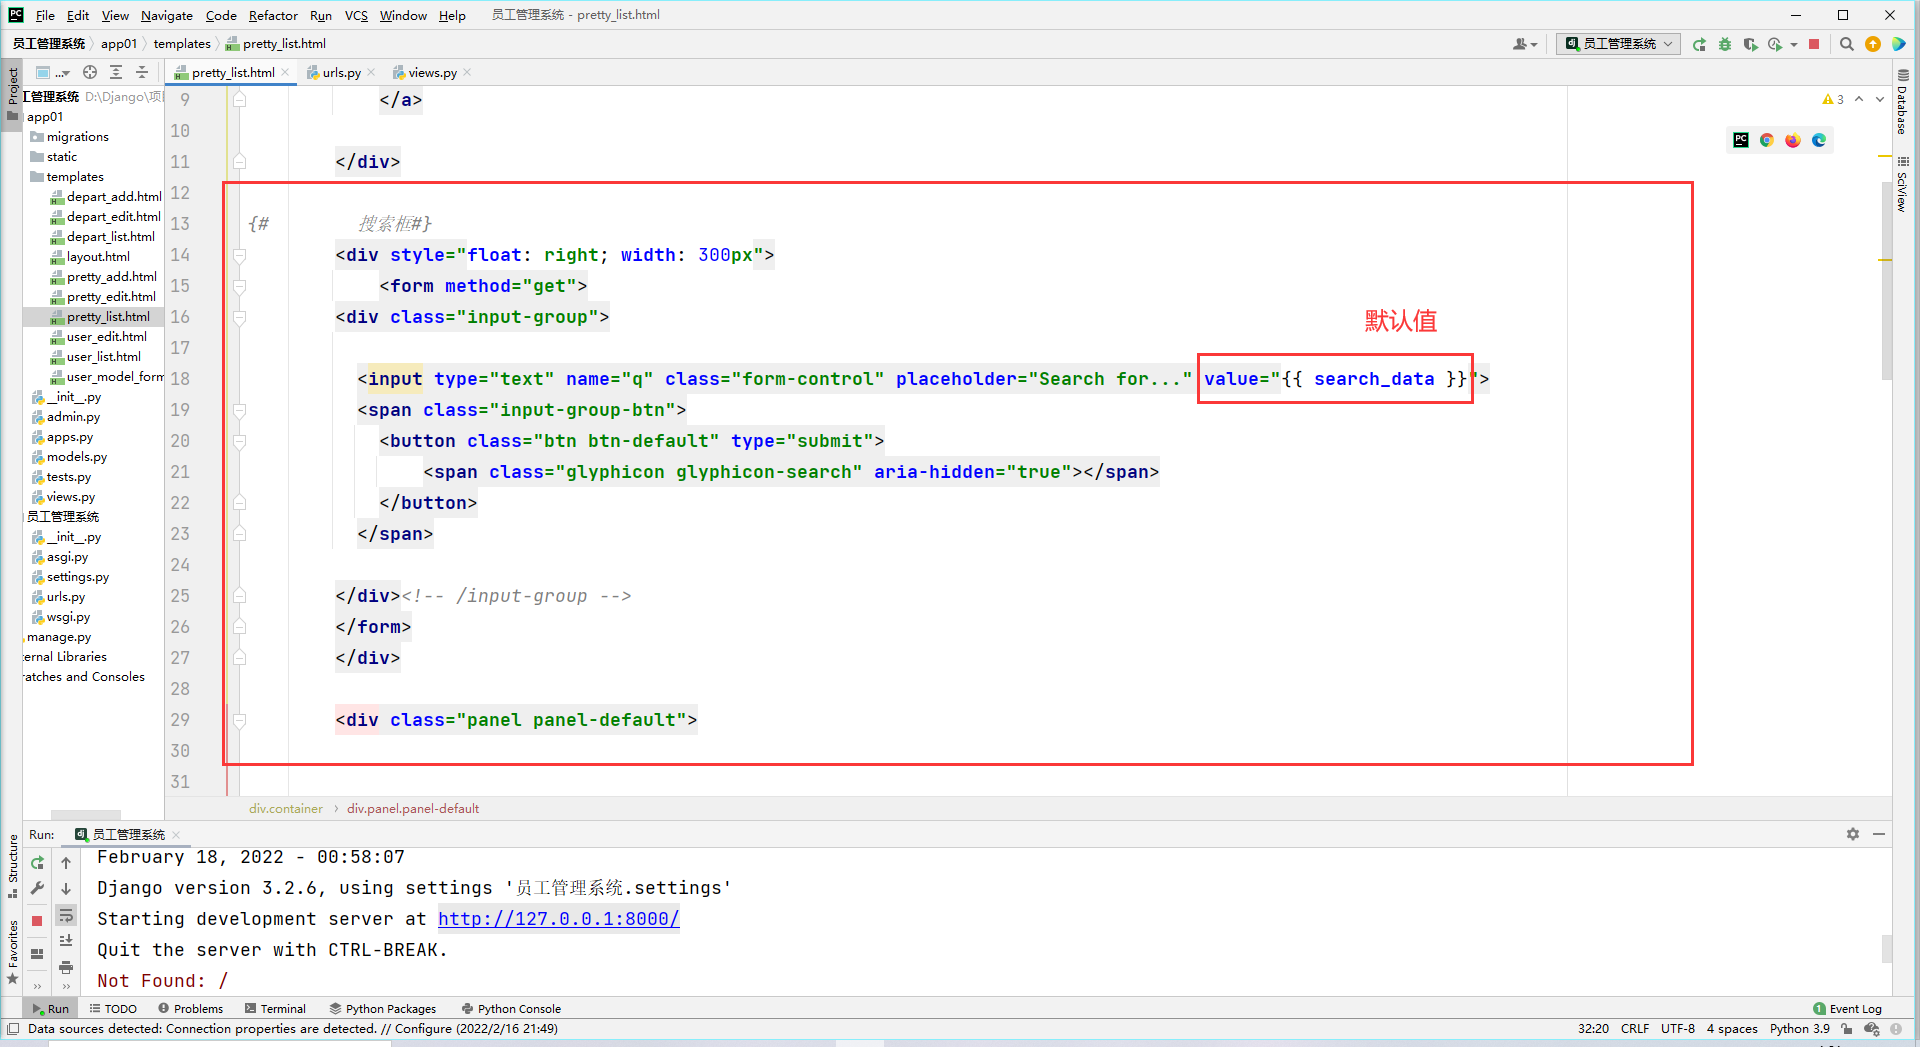 File Edit View Navigate Code Refactor Run VCS Window Help 员工管理系统 - pretty_list.html
员工管理系统 app01 templates pretty_list.html
员工管理系统
Project
pretty_list.html urls.py views.py
工管理系统 D:\Django\项
app01
migrations
static
templates
depart_add.html
depart_edit.html
depart_list.html
layout.html
pretty_add.html
pretty_edit.html
pretty_list.html
user_edit.html
user_list.html
user_model_form
__init__.py
admin.py
apps.py
models.py
tests.py
views.py
员工管理系统
__init__.py
asgi.py
settings.py
urls.py
wsgi.py
manage.py
ternal Libraries
ratches and Consoles
3
Database
SciView
9 </a>
10
11 </div>
12
13 {# 搜索框#}
14 <div style="float: right; width: 300px">
15 <form method="get">
16 <div class="input-group">
默认值
17
18 <input type="text" name="q" class="form-control" placeholder="Search for..." value="{{ search_data }}">
19 <span class="input-group-btn">
20 <button class="btn btn-default" type="submit">
21 <span class="glyphicon glyphicon-search" aria-hidden="true"></span>
22 </button>
23 </span>
24
25 </div><!-- /input-group -->
26 </form>
27 </div>
28
29 <div class="panel panel-default">
30
31
div.container div.panel.panel-default
Structure
Favorites
Run: 员工管理系统
February 18, 2022 - 00:58:07
Django version 3.2.6, using settings '员工管理系统.settings'
Starting development server at http://127.0.0.1:8000/
Quit the server with CTRL-BREAK.
Not Found: /
Run TODO Problems Terminal Python Packages Python Console 1 Event Log
Data sources detected: Connection properties are detected. // Configure (2022/2/16 21:49) 32:20 CRLF UTF-8 4 spaces Python 3.9